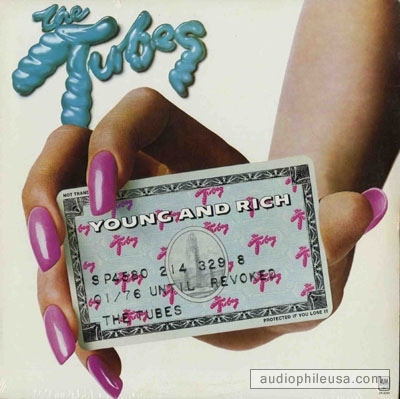 The
Tubes
NOT TRANS
YOUNG AND RICH
Tubes
SP4580 214 329 8
01/76 UNTIL REVOKED
THE TUBES
PROTECTED IF YOU LOSE IT
A&M
audiophileusa.com